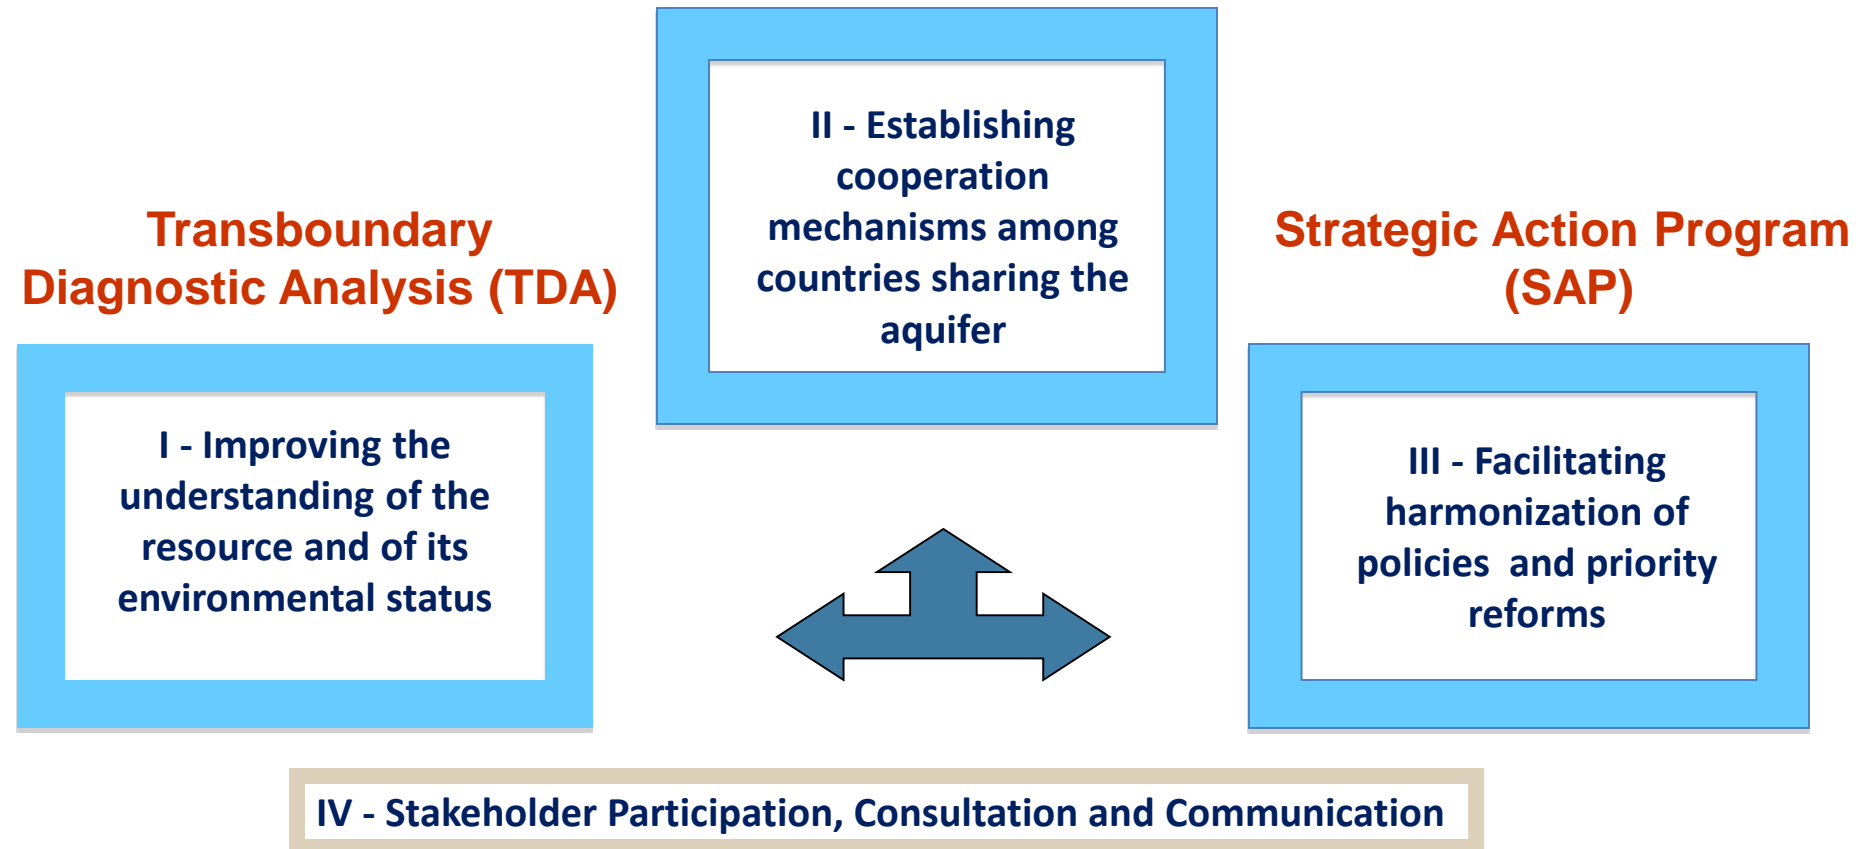 Transboundary
Diagnostic Analysis (TDA)
I - Improving the
understanding of the
resource and of its
environmental status
II - Establishing
cooperation
mechanisms among
countries sharing the
aquifer
Strategic Action Program
(SAP)
III - Facilitating
harmonization of
policies  and priority
reforms
IV - Stakeholder Participation, Consultation and Communication